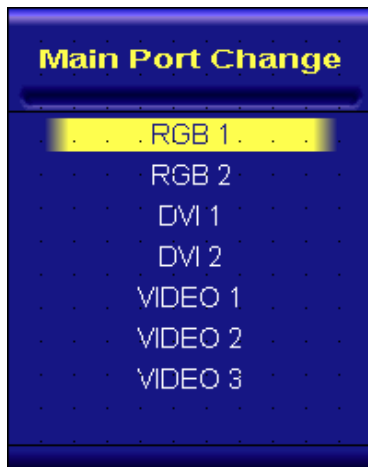 Main Port Change
RGB 1
RGB 2
DVI 1
DVI 2
VIDEO 1
VIDEO 2
VIDEO 3